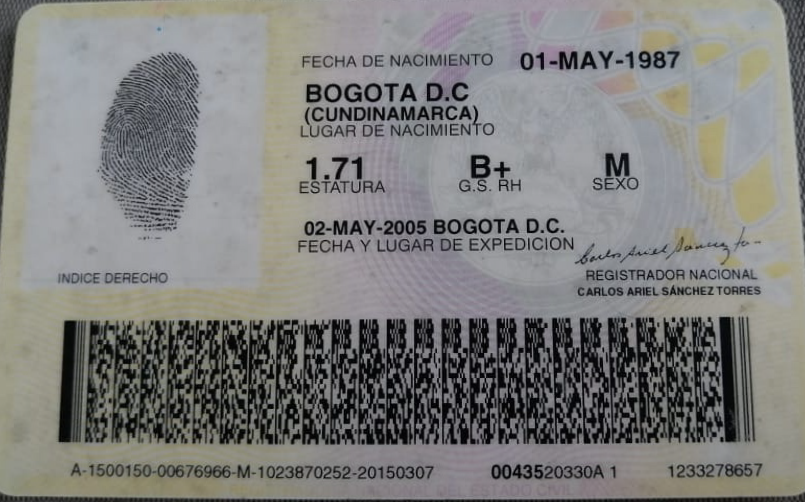 FECHA DE NACIMIENTO 01-MAY-1987
BOGOTA D.C
(CUNDINAMARCA)
LUGAR DE NACIMIENTO
1.71 B+ M
ESTATURA G.S. RH SEXO
02-MAY-2005 BOGOTA D.C.
FECHA Y LUGAR DE EXPEDICION
INDICE DERECHO
REGISTRADOR NACIONAL
CARLOS ARIEL SÁNCHEZ TORRES
A-1500150-00676966-M-1023870252-20150307 0043520330A 1 1233278657